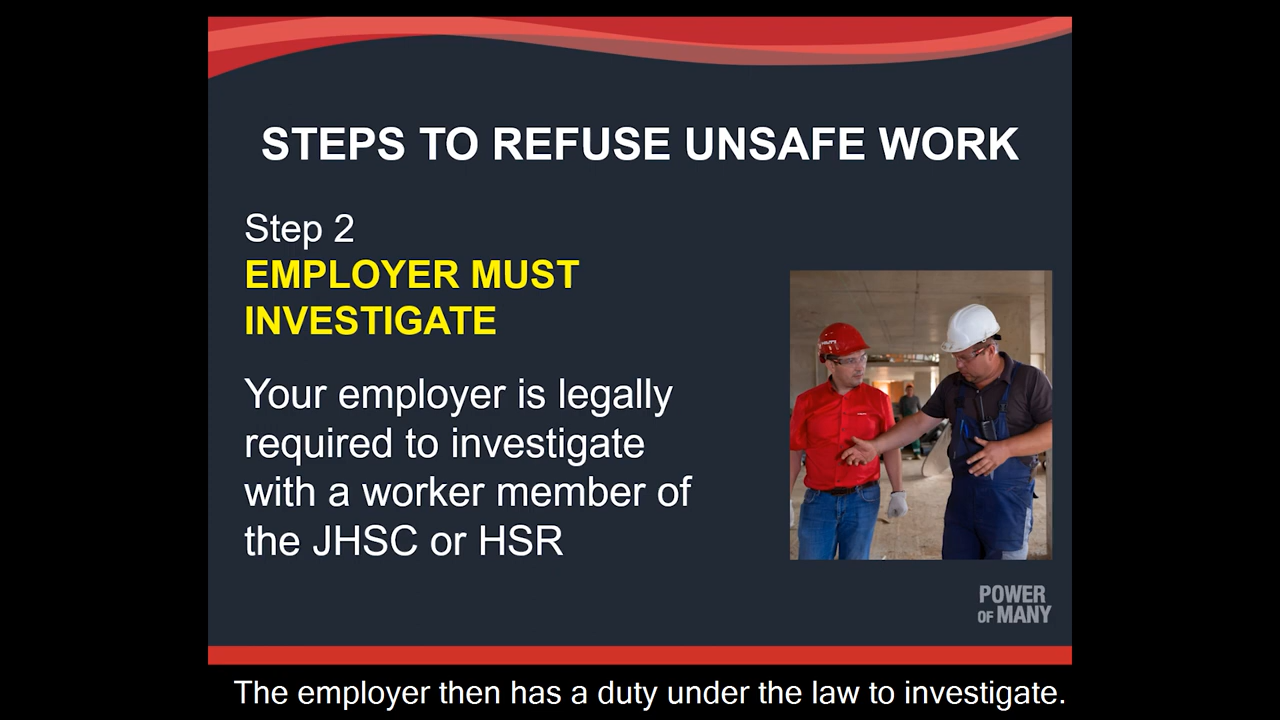 STEPS TO REFUSE UNSAFE WORK
Step 2
EMPLOYER MUST
INVESTIGATE
Your employer is legally
required to investigate
with a worker member of
the JHSC or HSR
POWER
OF MANY
The employer then has a duty under the law to investigate.